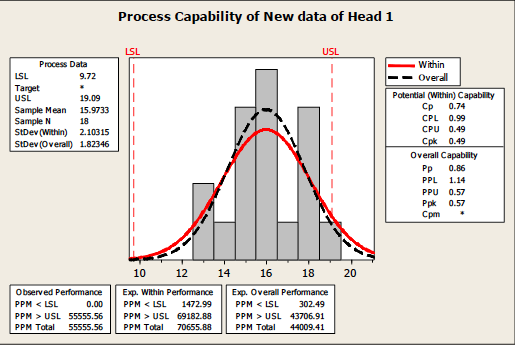 Process Capability of New data of Head 1
LSL USL
Process Data
LSL 9.72
Target *
USL 19.09
Sample Mean 15.9733
Sample N 18
StDev(Within) 2.10315
StDev(Overall) 1.82346
Within
Overall
Potential (Within) Capability
Cp 0.74
CPL 0.99
CPU 0.49
Cpk 0.49
Overall Capability
Pp 0.86
PPL 1.14
PPU 0.57
Ppk 0.57
Cpm *
10 12 14 16 18 20
Observed Performance
PPM < LSL 0.00
PPM > USL 55555.56
PPM Total 55555.56
Exp. Within Performance
PPM < LSL 1472.99
PPM > USL 69182.88
PPM Total 70655.88
Exp. Overall Performance
PPM < LSL 302.49
PPM > USL 43706.91
PPM Total 44009.41